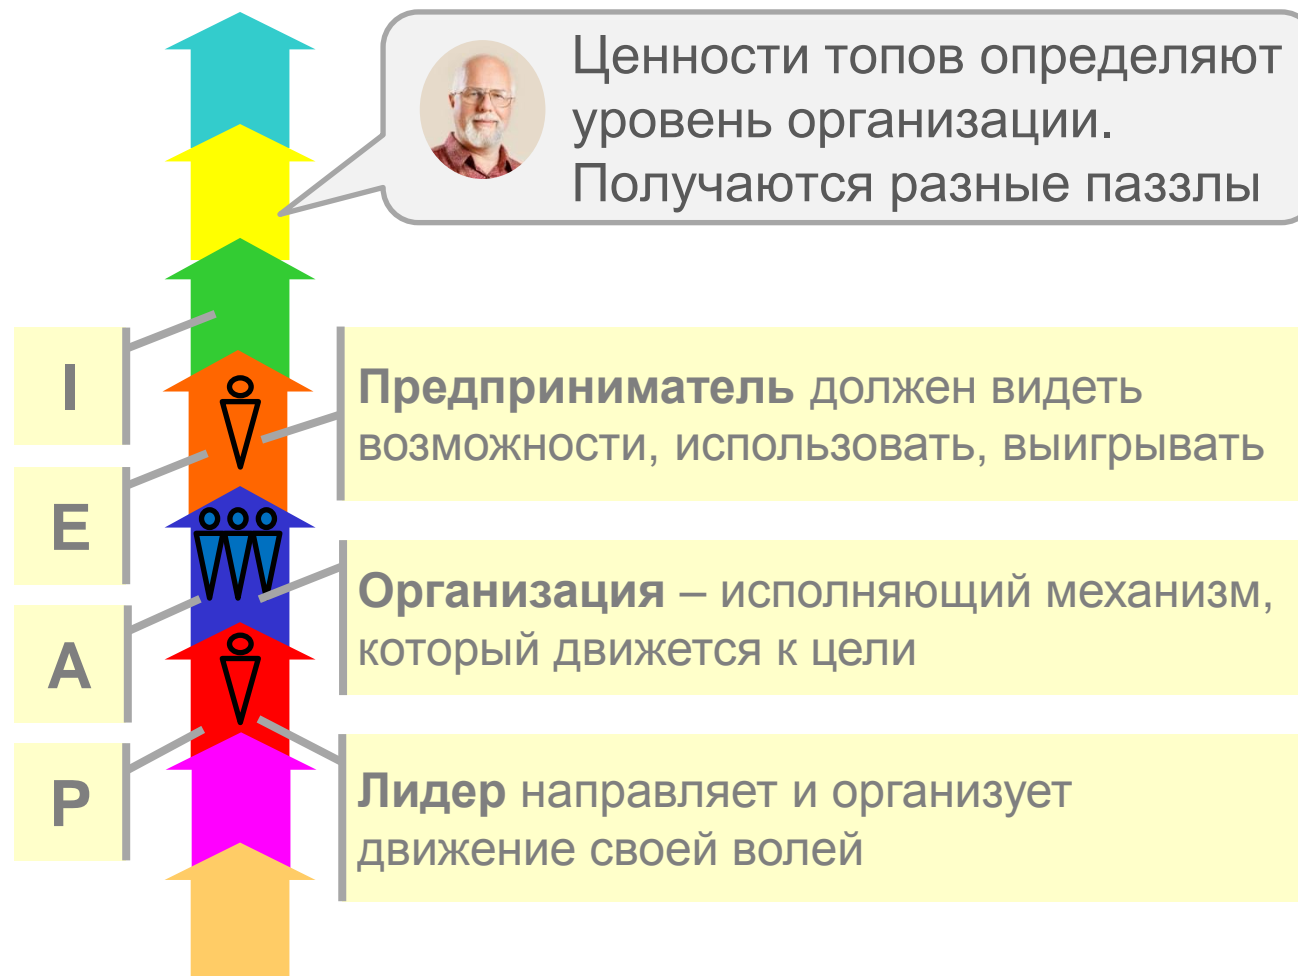 Ценности топов определяют
уровень организации.
Получаются разные паззлы
I
Предприниматель должен видеть
возможности, использовать, выигрывать
E
Организация – исполняющий механизм,
который движется к цели
A
P
Лидер направляет и организует
движение своей волей